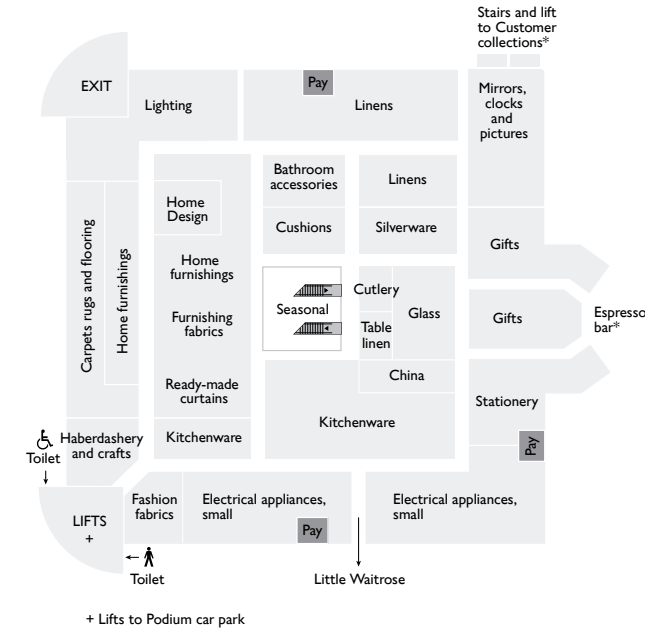 Stairs and lift
to Customer
collections*
EXIT
Lighting
Pay
Linens
Mirrors,
clocks
and
pictures
Bathroom
accessories
Linens
Home
Design
Cushions
Silverware
Gifts
Carpets rugs and flooring
Home furnishings
Home
furnishings
Seasonal
Cutlery
Glass
Gifts
Espresso
bar*
Furnishing
fabrics
Table
linen
China
Ready-made
curtains
Stationery
Kitchenware
Toilet
Haberdashery
and crafts
Kitchenware
Pay
LIFTS
+
Fashion
fabrics
Electrical appliances,
small
Pay
Electrical appliances,
small
Toilet
Little Waitrose
+ Lifts to Podium car park